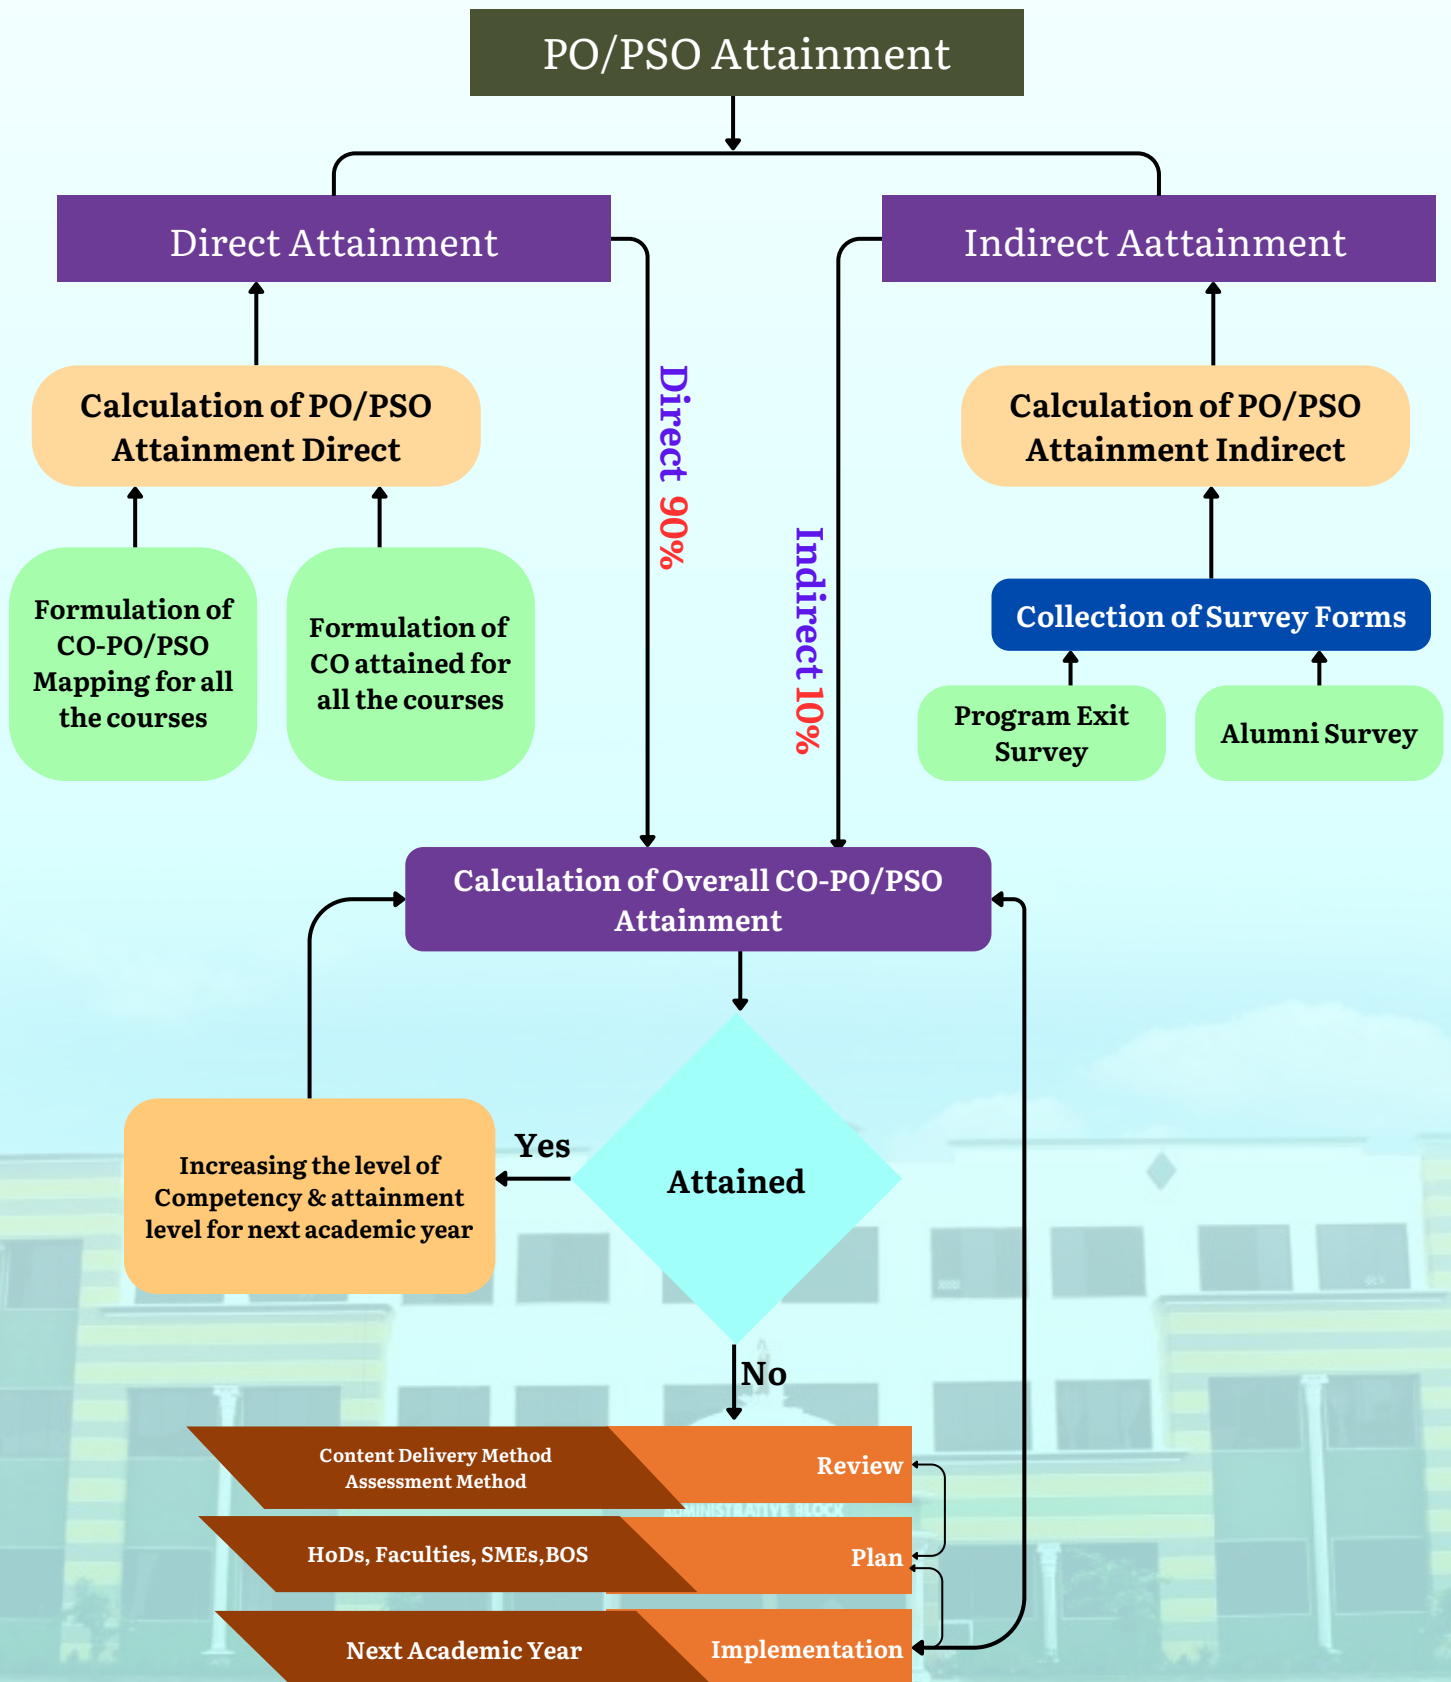 PO/PSO Attainment
Direct Attainment
Indirect Aattainment
Calculation of PO/PSO
Attainment Direct
Calculation of PO/PSO
Attainment Indirect
Direct 90%
Indirect 10%
Formulation of
CO-PO/PSO
Mapping for all
the courses
Formulation of
CO attained for
all the courses
Collection of Survey Forms
Program Exit
Survey
Alumni Survey
Calculation of Overall CO-PO/PSO
Attainment
Yes
Attained
Increasing the level of
Competency & attainment
level for next academic year
No
Content Delivery Method
Assessment Method
Review
ADMINISTRATIVE BLOCK
HoDs, Faculties, SMEs,BOS
Plan
Next Academic Year
Implementation